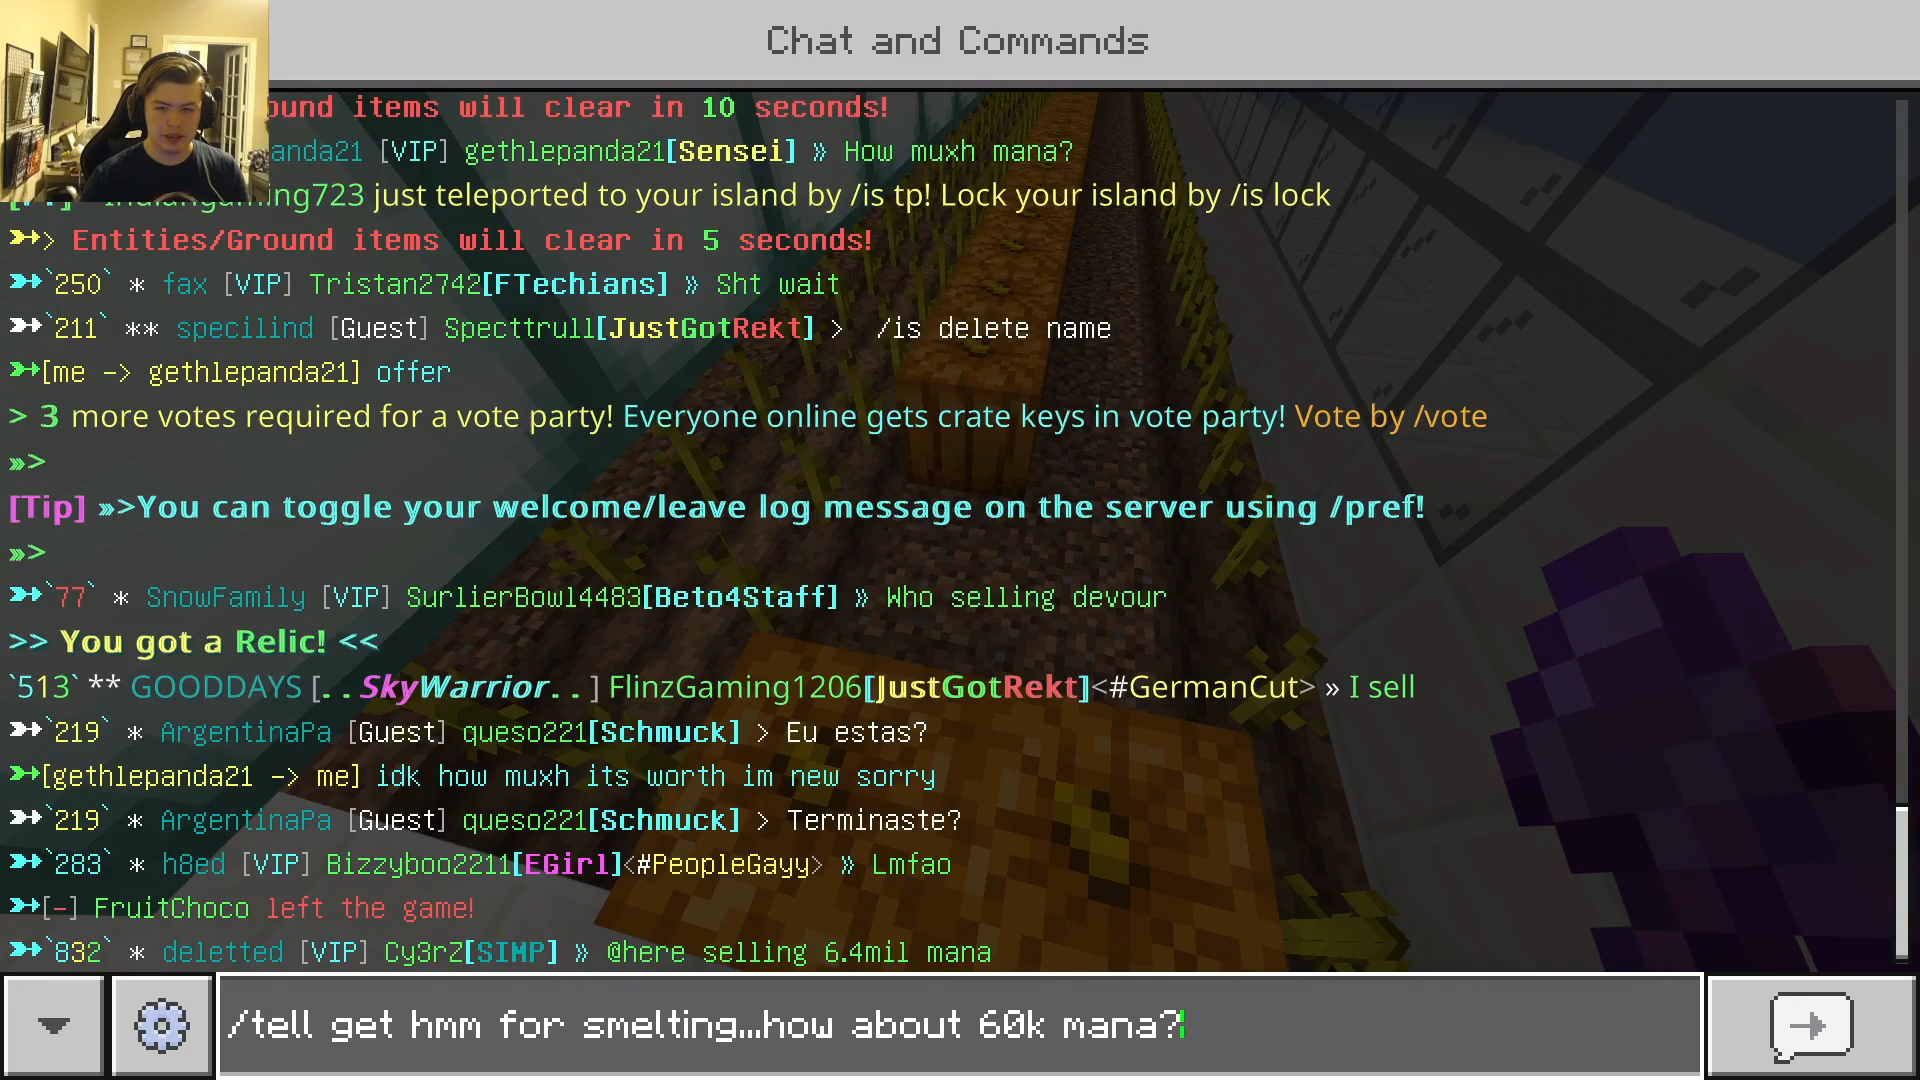 Chat and Commands
ound items will clear in 10 seconds!
anda21 [VIP] gethlepanda21[Sensei] » How muxh mana?
ing723 just teleported to your island by /is tp! Lock your island by /is lock
> Entities/Ground items will clear in 5 seconds!
`250` * fax [VIP] Tristan2742[FTechians] » Sht wait
`211` ** specilind [Guest] Specttrull[JustGotRekt] > /is delete name
[me -> gethlepanda21] offer
> 3 more votes required for a vote party! Everyone online gets crate keys in vote party! Vote by /vote
»>
[Tip] »>You can toggle your welcome/leave log message on the server using /pref!
»>
`77` * SnowFamily [VIP] SurlierBowl4483[Beto4Staff] » Who selling devour
>> You got a Relic! <<
`513` ** GOODDAYS [..SkyWarrior..] FlinzGaming1206[JustGotRekt]<#GermanCut> » I sell
`219` * ArgentinaPa [Guest] queso221[Schmuck] > Eu estas?
[gethlepanda21 -> me] idk how muxh its worth im new sorry
`219` * ArgentinaPa [Guest] queso221[Schmuck] > Terminaste?
`283` * h8ed [VIP] Bizzyboo2211[EGirl]<#PeopleGayy> » Lmfao
[-] FruitChoco left the game!
`832` * deletted [VIP] Cy3rZ[SIMP] » @here selling 6.4mil mana
/tell get hmm for smelting...how about 60k mana?